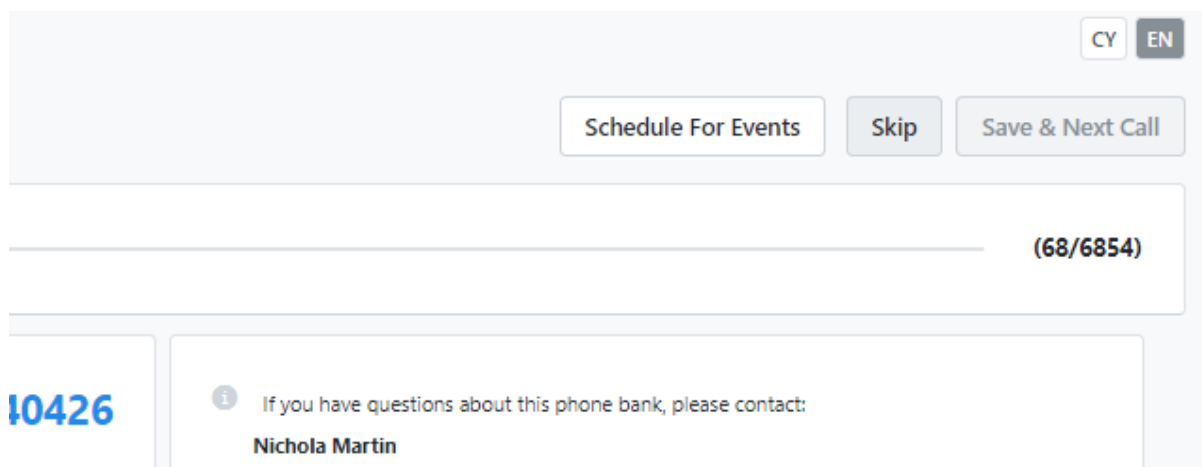 CY EN
Schedule For Events Skip Save & Next Call
(68/6854)
40426
If you have questions about this phone bank, please contact:
Nichola Martin